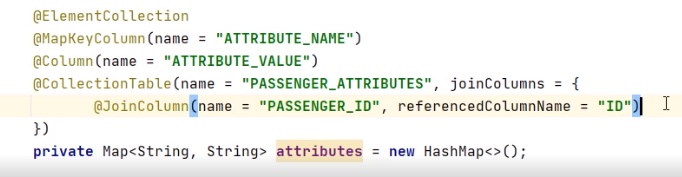 @ElementCollection
@MapKeyColumn(name = "ATTRIBUTE_NAME")
@Column(name = "ATTRIBUTE_VALUE")
@CollectionTable(name = "PASSENGER_ATTRIBUTES", joinColumns = {
        @JoinColumn(name = "PASSENGER_ID", referencedColumnName = "ID")
})
private Map<String, String> attributes = new HashMap<>();